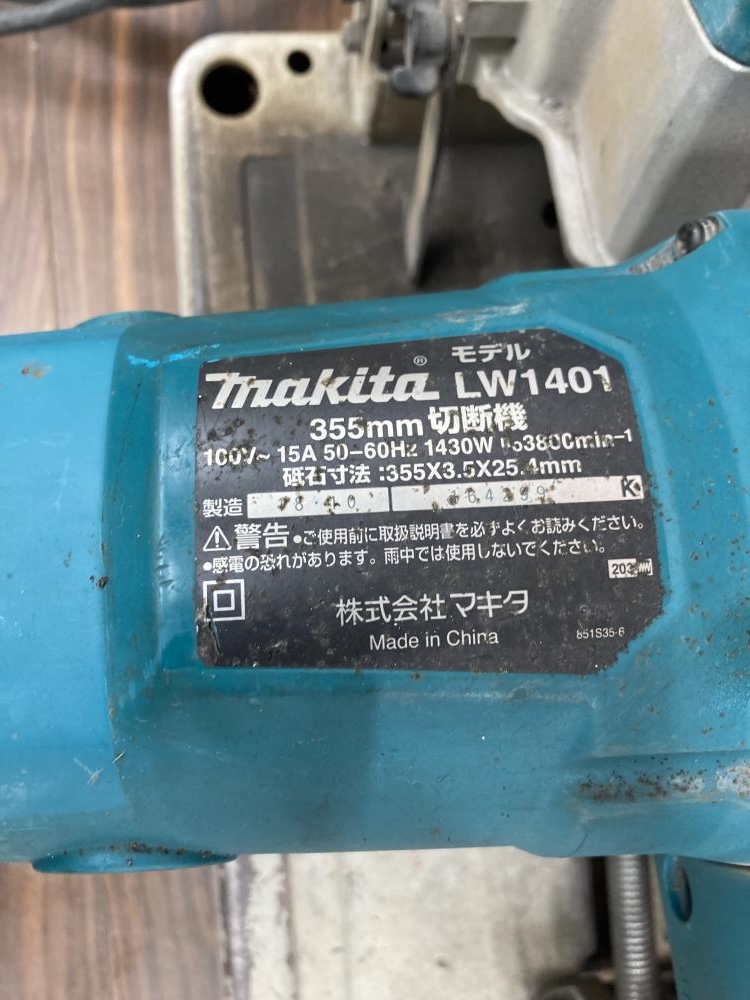 モデル
makita® LW1401
355mm 切断機
100V~ 15A 50-60Hz 1430W n₀3800min-1
砥石寸法:355X3.5X25.4mm
製造 K
⚠警告 •ご使用前に取扱説明書を必ずよくお読みください。
•感電の恐れがあります。雨中では使用しないでください。
株式会社マキタ
Made in China
851S35-6